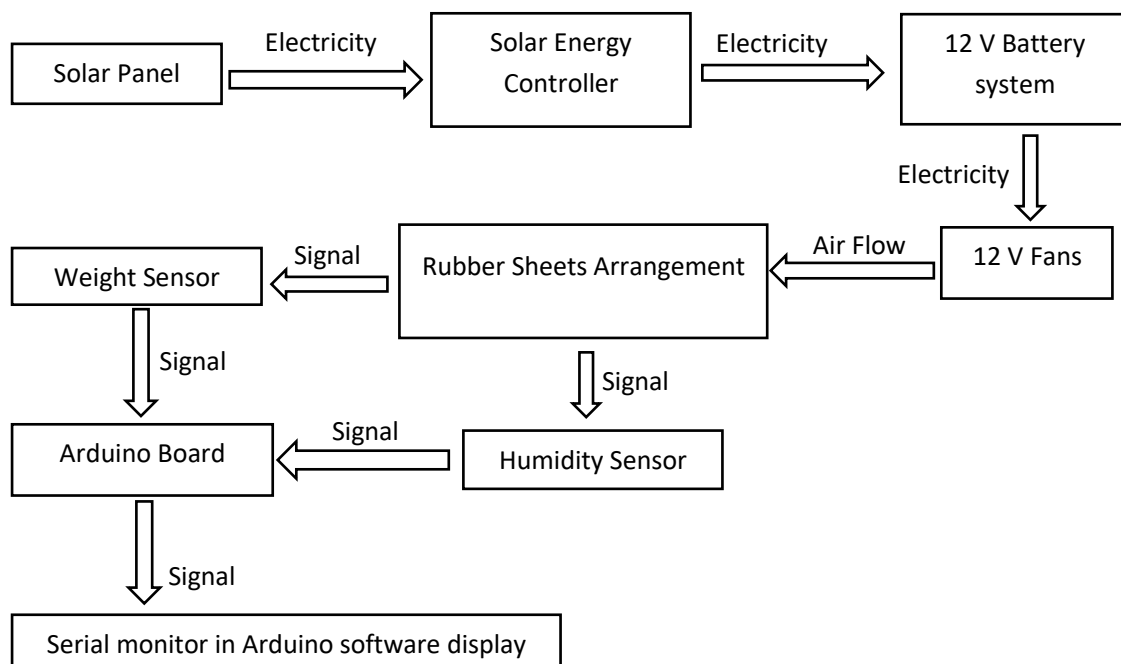 Solar Panel
Electricity
Solar Energy
Controller
Electricity
12 V Battery
system
Electricity
Weight Sensor
Signal
Rubber Sheets Arrangement
Air Flow
12 V Fans
Signal
Signal
Arduino Board
Signal
Humidity Sensor
Signal
Serial monitor in Arduino software display